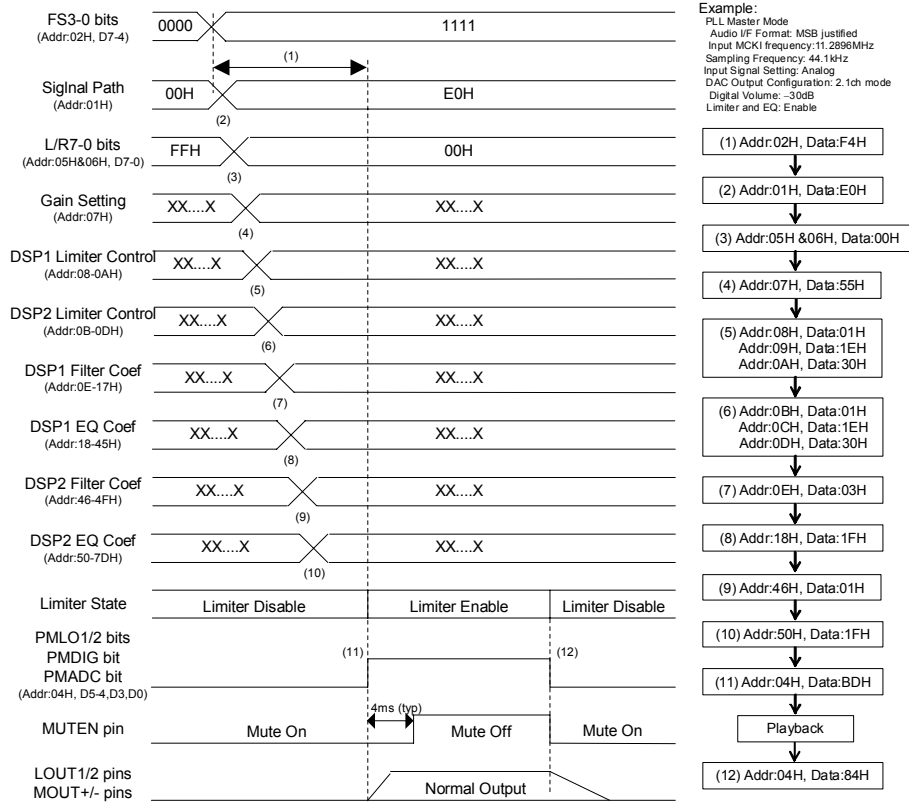 FS3-0 bits
(Addr:02H, D7-4)
0000
1111
(1)
Siglnal Path
(Addr:01H)
00H
E0H
(2)
L/R7-0 bits
(Addr:05H&06H, D7-0)
FFH
00H
(3)
Gain Setting
(Addr:07H)
XX....X
XX....X
(4)
DSP1 Limiter Control
(Addr:08-0AH)
XX....X
XX....X
(5)
DSP2 Limiter Control
(Addr:0B-0DH)
XX....X
XX....X
(6)
DSP1 Filter Coef
(Addr:0E-17H)
XX....X
XX....X
(7)
DSP1 EQ Coef
(Addr:18-45H)
XX....X
XX....X
(8)
DSP2 Filter Coef
(Addr:46-4FH)
XX....X
XX....X
(9)
DSP2 EQ Coef
(Addr:50-7DH)
XX....X
XX....X
(10)
Limiter State
Limiter Disable
Limiter Enable
Limiter Disable
PMLO1/2 bits
PMDIG bit
PMADC bit
(Addr:04H, D5-4,D3,D0)
(11)
(12)
4ms (typ)
MUTEN pin
Mute On
Mute Off
Mute On
LOUT1/2 pins
MOUT+/- pins
Normal Output
Example:
PLL Master Mode
Audio I/F Format: MSB justified
Input MCKI frequency:11.2896MHz
Sampling Frequency: 44.1kHz
Input Signal Setting: Analog
DAC Output Configuration: 2.1ch mode
Digital Volume: –30dB
Limiter and EQ: Enable
(1) Addr:02H, Data:F4H
(2) Addr:01H, Data:E0H
(3) Addr:05H &06H, Data:00H
(4) Addr:07H, Data:55H
(5) Addr:08H, Data:01H
Addr:09H, Data:1EH
Addr:0AH, Data:30H
(6) Addr:0BH, Data:01H
Addr:0CH, Data:1EH
Addr:0DH, Data:30H
(7) Addr:0EH, Data:03H
(8) Addr:18H, Data:1FH
(9) Addr:46H, Data:01H
(10) Addr:50H, Data:1FH
(11) Addr:04H, Data:BDH
Playback
(12) Addr:04H, Data:84H